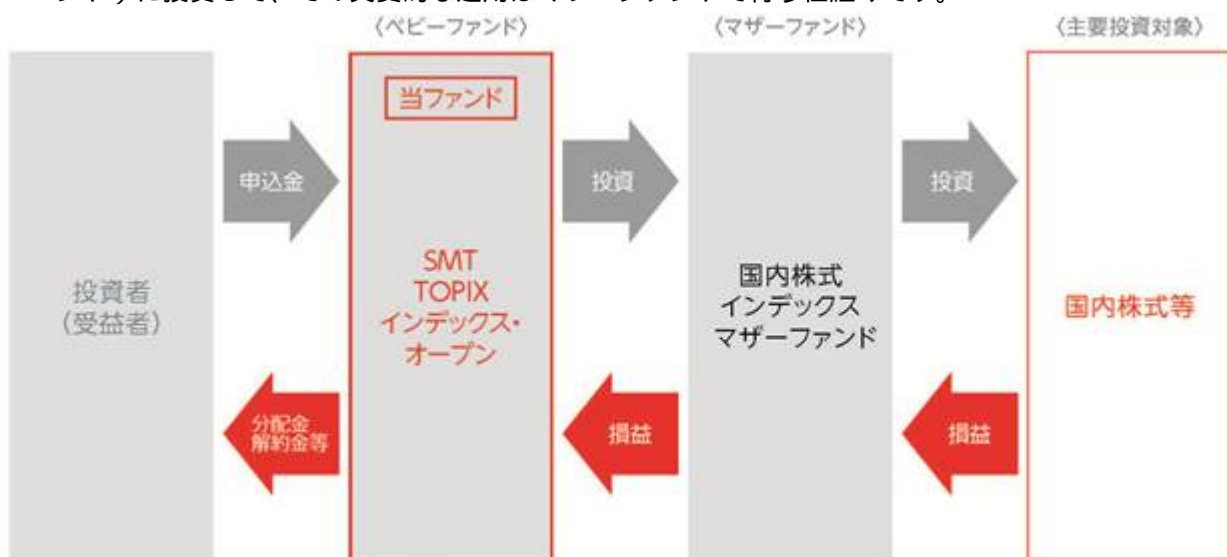 〈ベビーファンド〉
〈マザーファンド〉
〈主要投資対象〉
当ファンド
申込金
投資
投資
投資者
（受益者）
SMT
TOPIX
インデックス・
オープン
国内株式
インデックス
マザーファンド
国内株式等
分配金
解約金等
損益
損益